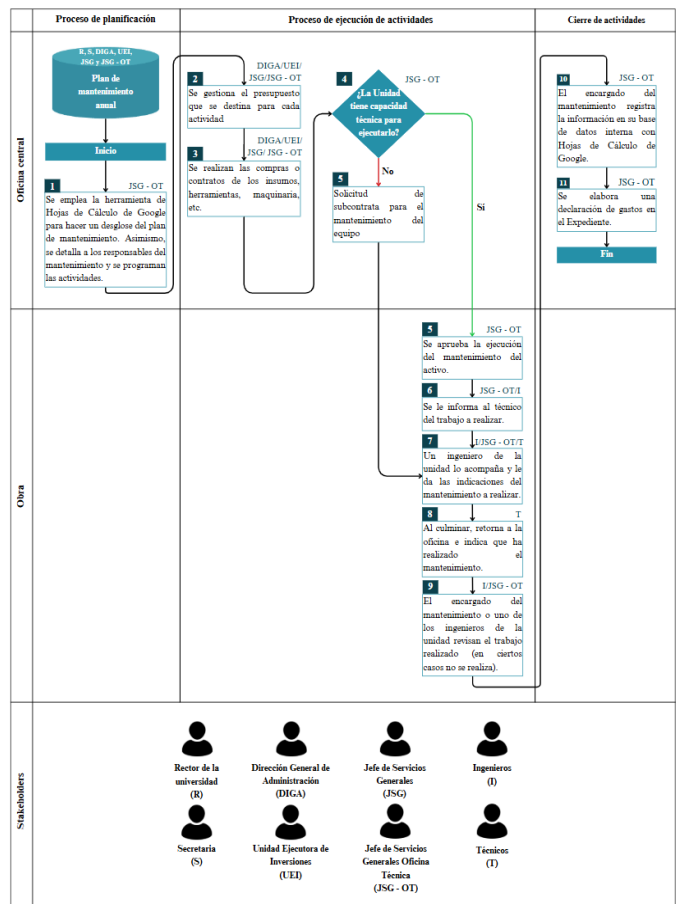 Proceso de planificación
Proceso de ejecución de actividades
Cierre de actividades
Oficina central
R, S, DIGA, UEI,
JSG y JSG - OT
Plan de
mantenimiento
anual
Inicio
1
JSG - OT
Se emplea la herramienta de
Hojas de Cálculo de Google
para hacer un desglose del plan
de mantenimiento. Asimismo,
se detalla a los responsables del
mantenimiento y se programan
las actividades.
DIGA/UEI/
JSG/JSG - OT
2
Se gestiona el presupuesto
que se destina para cada
actividad
DIGA/UEI/
JSG/ JSG - OT
3
Se realizan las compras o
contratos de los insumos,
herramientas, maquinaria,
etc.
4
JSG - OT
¿La Unidad
tiene capacidad
técnica para
ejecutarlo?
No
Sí
5
Solicitud de
subcontrata para el
mantenimiento del
equipo
10
JSG - OT
El encargado del
mantenimiento registra
la información en su base
de datos interna con
Hojas de Cálculo de
Google.
11
JSG - OT
Se elabora una
declaración de gastos en
el Expediente.
Fin
Obra
5
JSG - OT
Se aprueba la ejecución
del mantenimiento del
activo.
6
JSG - OT/I
Se le informa al técnico
del trabajo a realizar.
7
I/JSG - OT/T
Un ingeniero de la
unidad lo acompaña y le
da las indicaciones del
mantenimiento a realizar.
8
T
Al culminar, retorna a la
oficina e indica que ha
realizado el
mantenimiento.
9
I/JSG - OT
El encargado del
mantenimiento o uno de
los ingenieros de la
unidad revisan el trabajo
realizado (en ciertos
casos no se realiza).
Stakeholders
Rector de la
universidad
(R)
Dirección General de
Administración
(DIGA)
Jefe de Servicios
Generales
(JSG)
Ingenieros
(I)
Secretaria
(S)
Unidad Ejecutora de
Inversiones
(UEI)
Jefe de Servicios
Generales Oficina
Técnica
(JSG - OT)
Técnicos
(T)